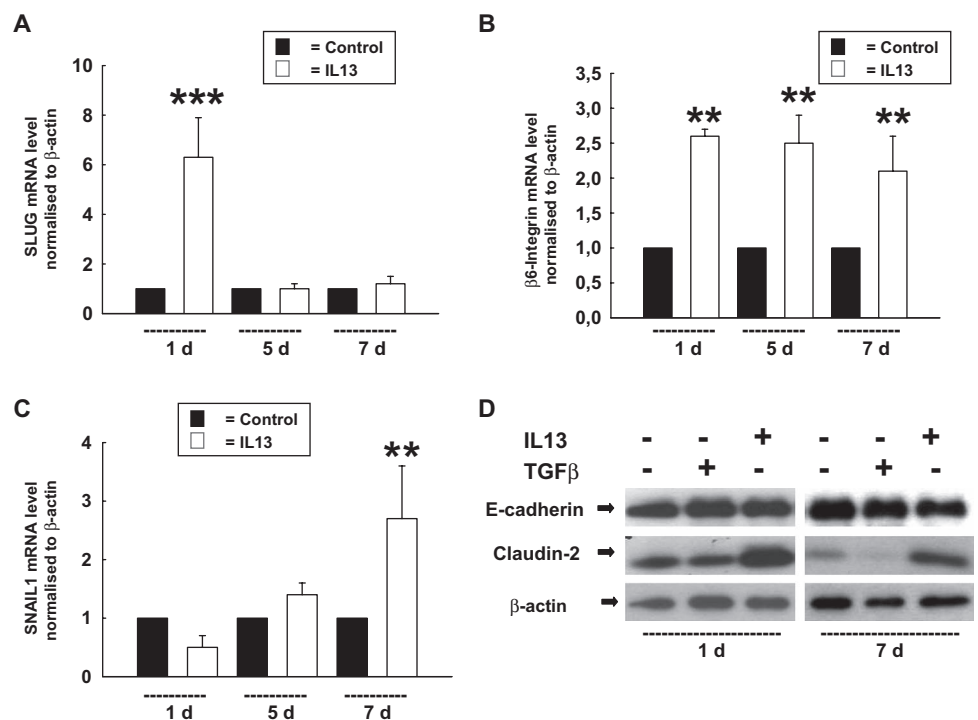 A
= Control
= IL13
SLUG mRNA level
normalised to β-actin
10
8
6
4
2
0
***
1 d
5 d
7 d
B
= Control
= IL13
β6-Integrin mRNA level
normalised to β-actin
3,5
3,0
2,5
2,0
1,5
1,0
0,5
0,0
**
**
**
1 d
5 d
7 d
C
= Control
= IL13
SNAIL1 mRNA level
normalised to β-actin
4
3
2
1
0
**
1 d
5 d
7 d
D
IL13 - - + - - +
TGFβ - + - - + -
E-cadherin
Claudin-2
β-actin
1 d
7 d